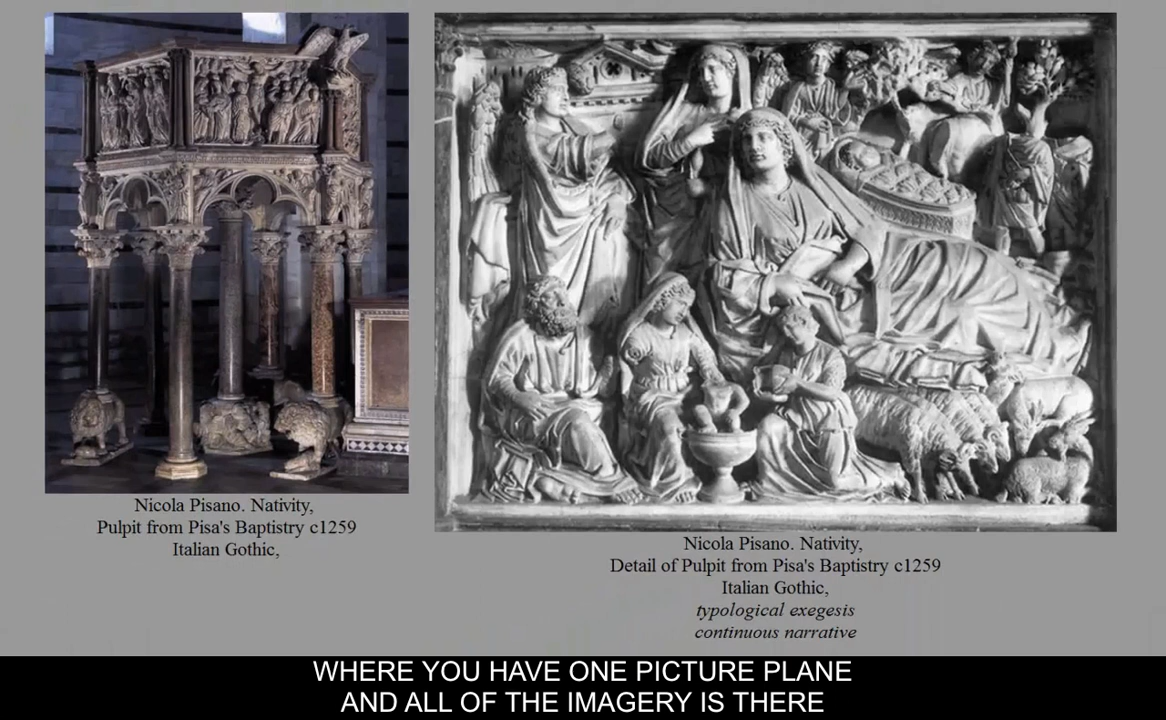 Nicola Pisano. Nativity,
Pulpit from Pisa's Baptistry c1259
Italian Gothic,
Nicola Pisano. Nativity,
Detail of Pulpit from Pisa's Baptistry c1259
Italian Gothic,
typological exegesis
continuous narrative
WHERE YOU HAVE ONE PICTURE PLANE
AND ALL OF THE IMAGERY IS THERE